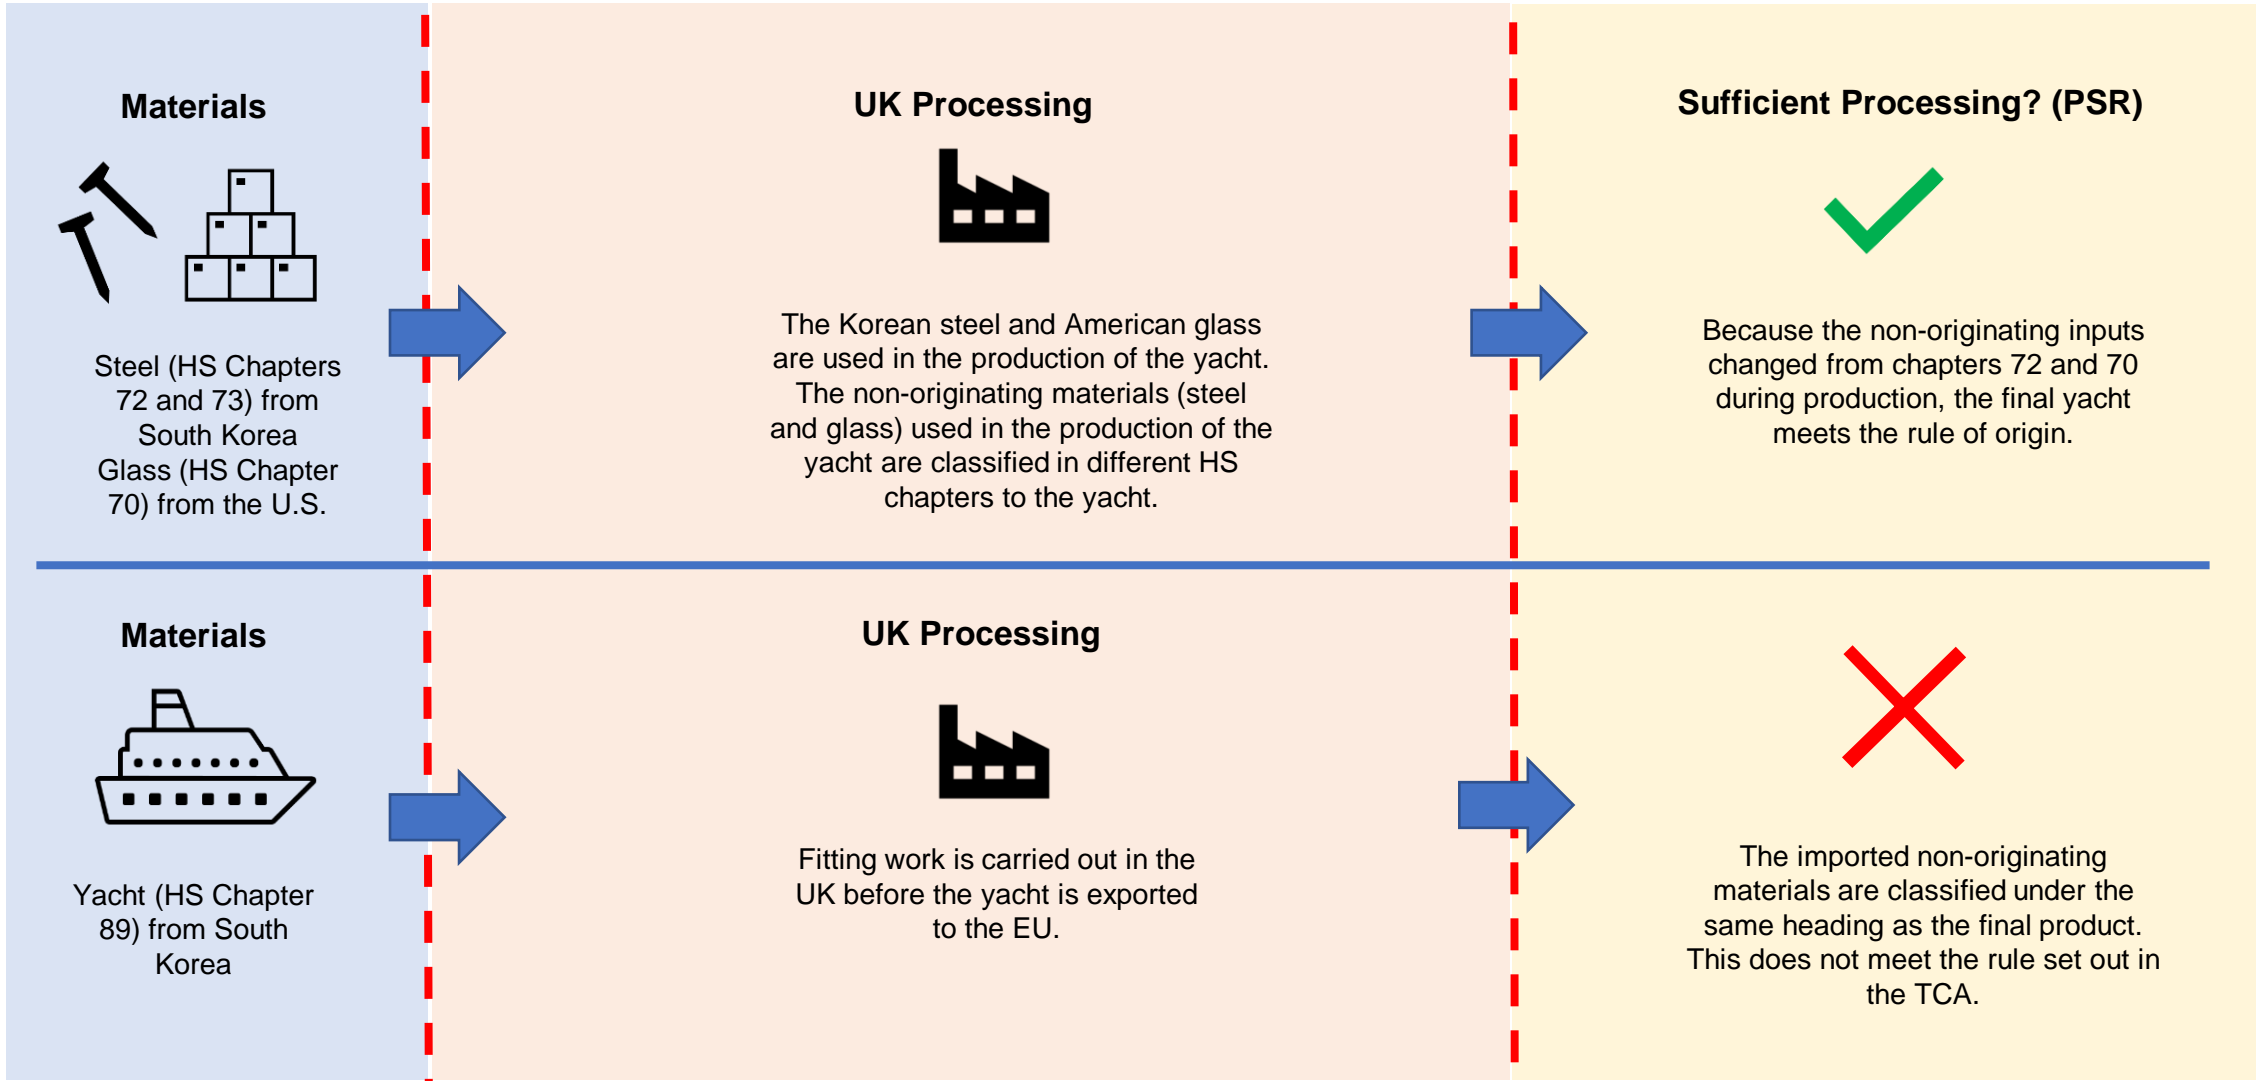 Materials
Steel (HS Chapters
72 and 73) from
South Korea
Glass (HS Chapter
70) from the U.S.
UK Processing
The Korean steel and American glass
are used in the production of the yacht.
The non-originating materials (steel
and glass) used in the production of the
yacht are classified in different HS
chapters to the yacht.
Sufficient Processing? (PSR)
Because the non-originating inputs
changed from chapters 72 and 70
during production, the final yacht
meets the rule of origin.
Materials
Yacht (HS Chapter
89) from South
Korea
UK Processing
Fitting work is carried out in the
UK before the yacht is exported
to the EU.
The imported non-originating
materials are classified under the
same heading as the final product.
This does not meet the rule set out in
the TCA.